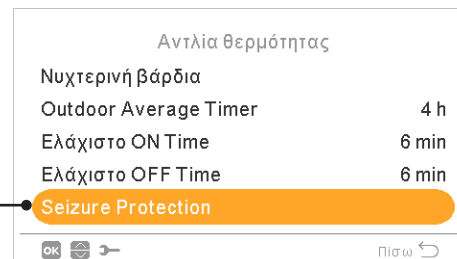 Αντλία θερμότητας
Νυχτερινή βάρδια
Outdoor Average Timer 4 h
Ελάχιστο ON Time 6 min
Ελάχιστο OFF Time 6 min
Seizure Protection
OK Πίσω